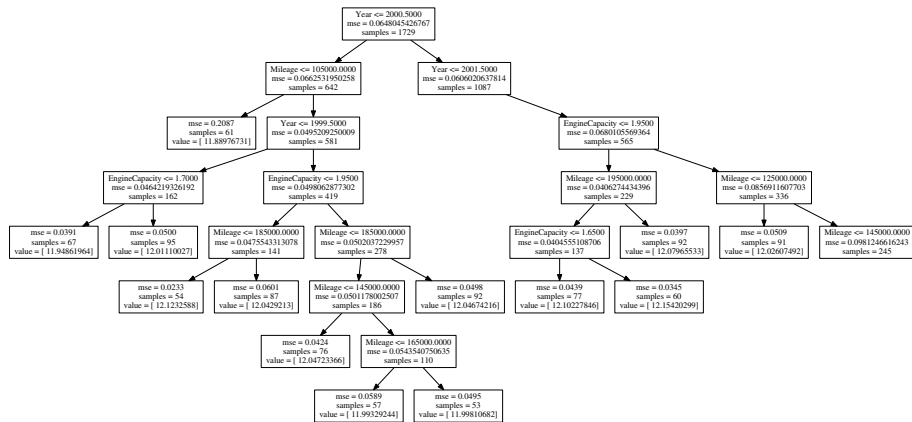 Year <= 2000.5000
mse = 0.0648045426767
samples = 1729
Mileage <= 105000.0000
mse = 0.0662531950258
samples = 642
Year <= 2001.5000
mse = 0.0606020637814
samples = 1087
mse = 0.2087
samples = 61
value = [ 11.88976731]
Year <= 1999.5000
mse = 0.0495209250009
samples = 581
EngineCapacity <= 1.9500
mse = 0.0680105569364
samples = 565
EngineCapacity <= 1.7000
mse = 0.0464219326192
samples = 162
EngineCapacity <= 1.9500
mse = 0.0498062877302
samples = 419
Mileage <= 195000.0000
mse = 0.0406274434396
samples = 229
Mileage <= 125000.0000
mse = 0.0856911607703
samples = 336
mse = 0.0391
samples = 67
value = [ 11.94861964]
mse = 0.0500
samples = 95
value = [ 12.01110027]
Mileage <= 185000.0000
mse = 0.0475543313078
samples = 141
Mileage <= 185000.0000
mse = 0.0502037229957
samples = 278
EngineCapacity <= 1.6500
mse = 0.0404555108706
samples = 137
mse = 0.0397
samples = 92
value = [ 12.07965533]
mse = 0.0509
samples = 91
value = [ 12.02607492]
Mileage <= 145000.0000
mse = 0.0981246616243
samples = 245
mse = 0.0233
samples = 54
value = [ 12.1232588]
mse = 0.0601
samples = 87
value = [ 12.0429213]
Mileage <= 145000.0000
mse = 0.0501178002507
samples = 186
mse = 0.0498
samples = 92
value = [ 12.04674216]
mse = 0.0439
samples = 77
value = [ 12.10227846]
mse = 0.0345
samples = 60
value = [ 12.15420299]
mse = 0.0424
samples = 76
value = [ 12.04723366]
Mileage <= 165000.0000
mse = 0.0543540750635
samples = 110
mse = 0.0589
samples = 57
value = [ 11.99329244]
mse = 0.0495
samples = 53
value = [ 11.99810682]